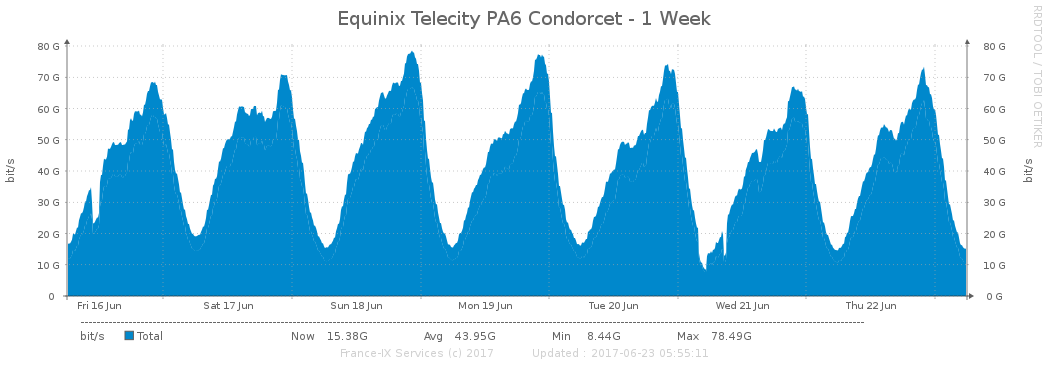 Equinix Telecity PA6 Condorcet - 1 Week
RRDTOOL / TOBI OETIKER
80 G 80 G
70 G 70 G
60 G 60 G
50 G 50 G
40 G 40 G
30 G 30 G
20 G 20 G
10 G 10 G
0 0 G
bit/s
bit/s
Fri 16 Jun Sat 17 Jun Sun 18 Jun Mon 19 Jun Tue 20 Jun Wed 21 Jun Thu 22 Jun
bit/s Total Now 15.38G Avg 43.95G Min 8.44G Max 78.49G
France-IX Services (c) 2017 Updated : 2017-06-23 05:55:11